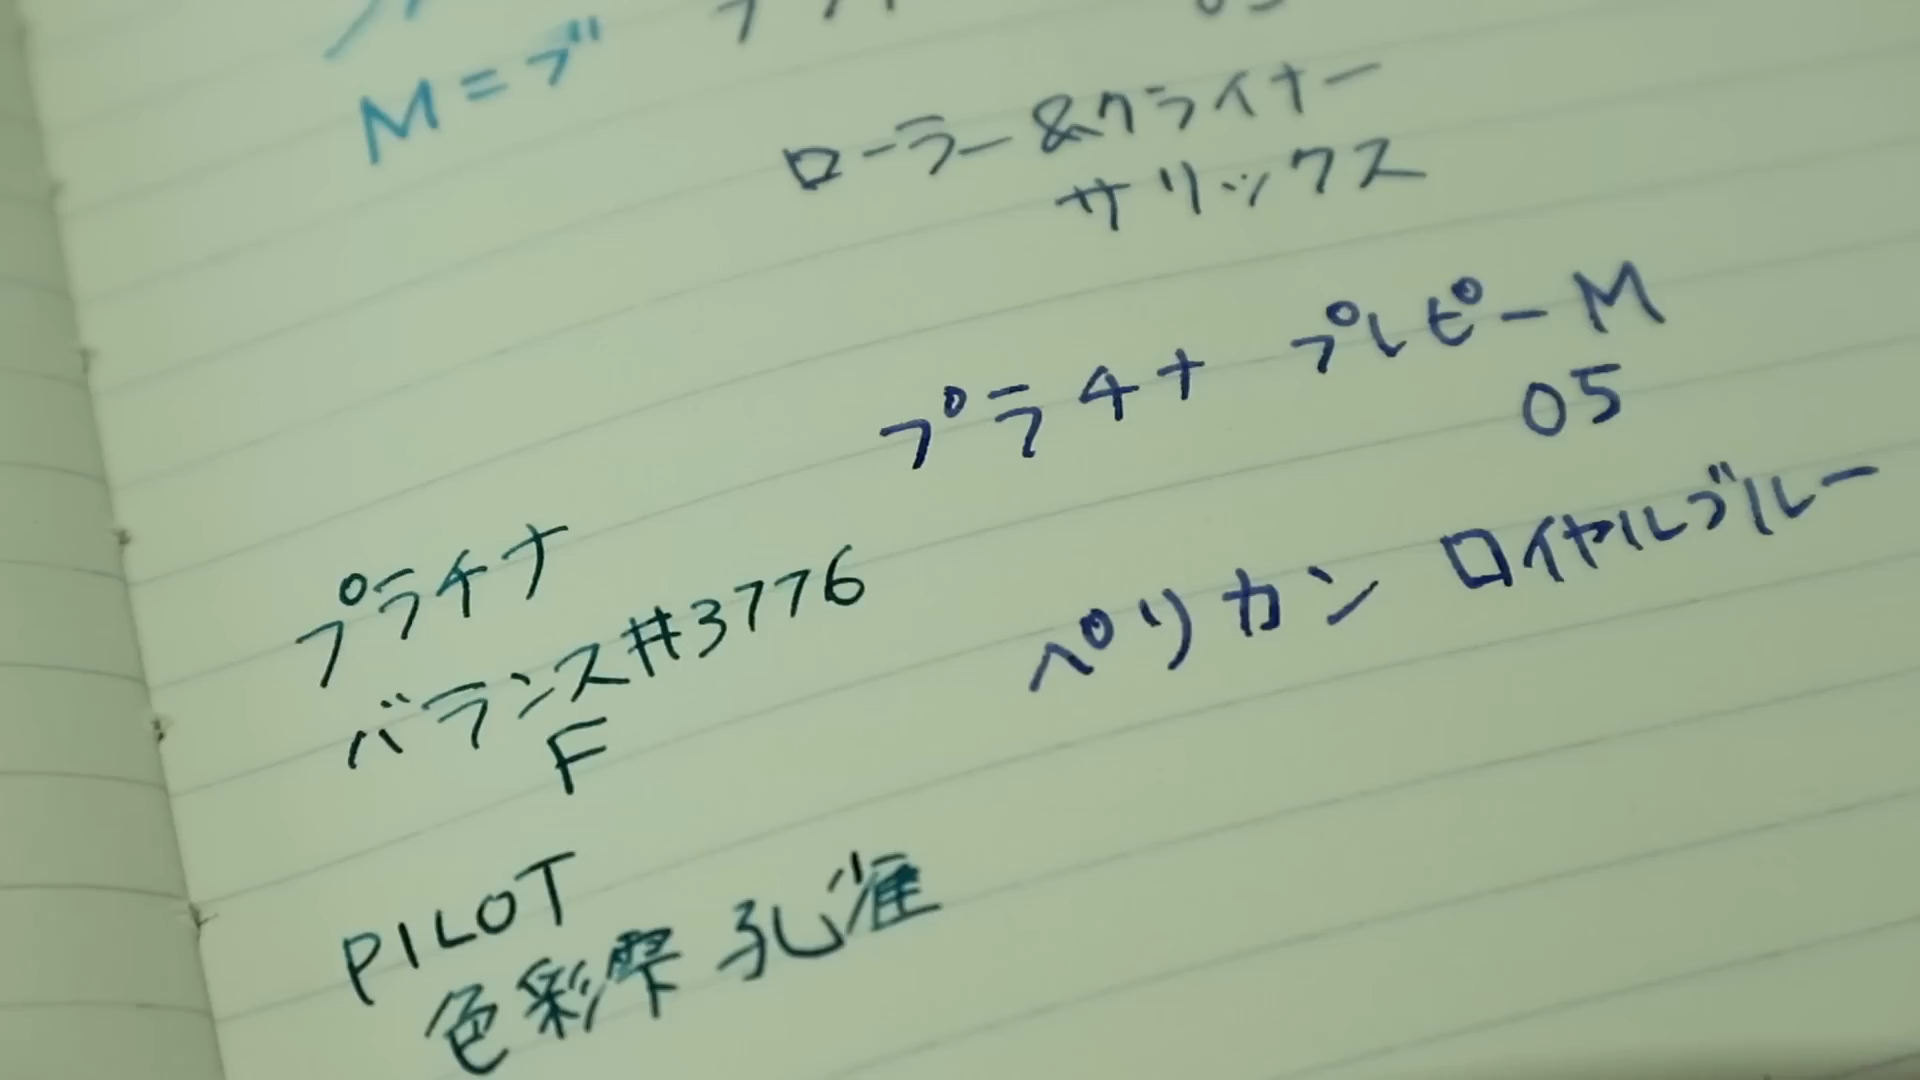 M=ブ
05
ローラー&クライナー
サリックス
プラチナ プレピーM
05
ペリカン ロイヤルブルー
プラチナ
バランス#3776
F
PILOT
色彩雫 孔雀